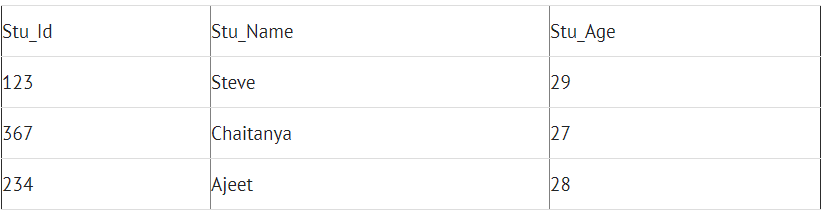 Stu_Id Stu_Name Stu_Age
123 Steve 29
367 Chaitanya 27
234 Ajeet 28